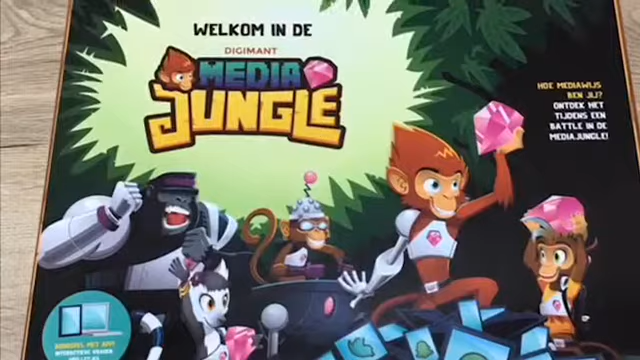 WELKOM IN DE
DIGIMANT
MEDIA
JUNGLE
HOE MEDIAWIJS
BEN JIJ?
ONTDEK HET
TIJDENS EEN
BATTLE IN DE
MEDIAJUNGLE!